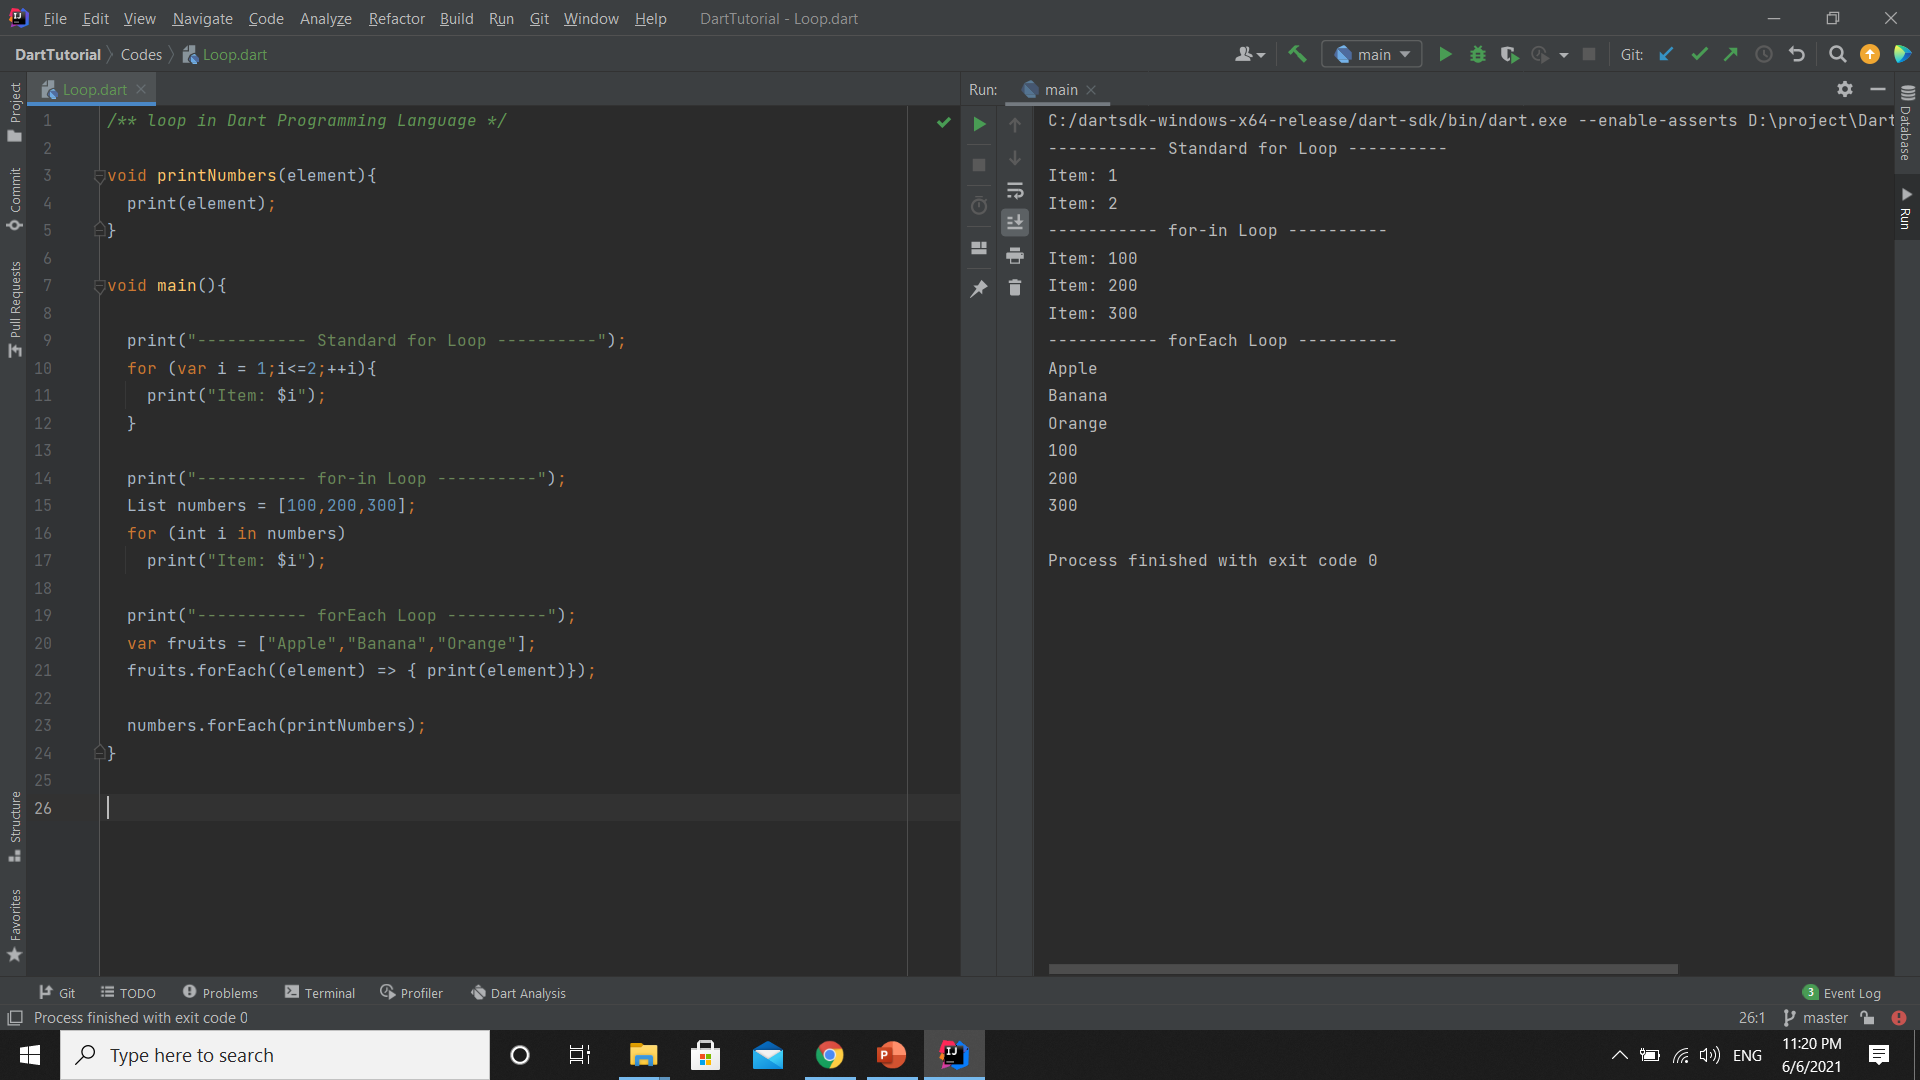 File Edit View Navigate Code Analyze Refactor Build Run Git Window Help DartTutorial - Loop.dart
DartTutorial Codes Loop.dart main Git:
Project
Commit
Pull Requests
Structure
Favorites
Loop.dart
1 /** loop in Dart Programming Language */
2
3 void printNumbers(element){
4 print(element);
5 }
6
7 void main(){
8
9 print("----------- Standard for Loop ----------");
10 for (var i = 1;i<=2;++i){
11 print("Item: $i");
12 }
13
14 print("----------- for-in Loop ----------");
15 List numbers = [100,200,300];
16 for (int i in numbers)
17 print("Item: $i");
18
19 print("----------- forEach Loop ----------");
20 var fruits = ["Apple","Banana","Orange"];
21 fruits.forEach((element) => { print(element)});
22
23 numbers.forEach(printNumbers);
24 }
25
26
Run: main
C:/dartsdk-windows-x64-release/dart-sdk/bin/dart.exe --enable-asserts D:\project\Dart
----------- Standard for Loop ----------
Item: 1
Item: 2
----------- for-in Loop ----------
Item: 100
Item: 200
Item: 300
----------- forEach Loop ----------
Apple
Banana
Orange
100
200
300
Process finished with exit code 0
Database
Run
Git TODO Problems Terminal Profiler Dart Analysis 3 Event Log
Process finished with exit code 0 26:1 master
Type here to search ENG 11:20 PM
6/6/2021